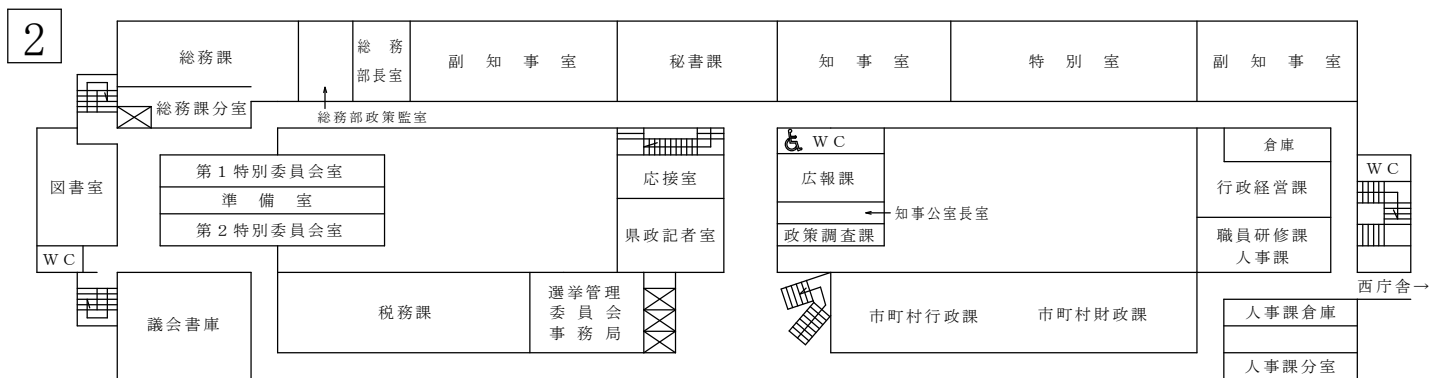 2
総務課
総務
部長室
副知事室
秘書課
知事室
特別室
副知事室
総務課分室
総務部政策監室
図書室
WC
第1特別委員会室
準備室
第2特別委員会室
応接室
県政記者室
WC
広報課
知事公室長室
政策調査課
倉庫
行政経営課
職員研修課
人事課
WC
西庁舎→
議会書庫
税務課
選挙管理
委員会
事務局
市町村行政課
市町村財政課
人事課倉庫
人事課分室